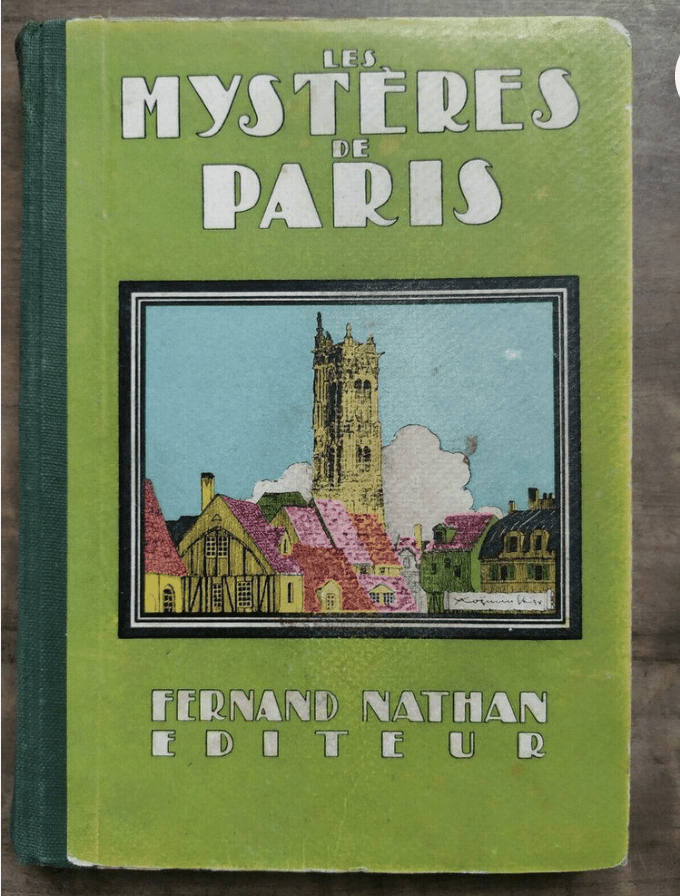 LES
MYSTÈRES
DE
PARIS
FERNAND NATHAN
EDITEUR